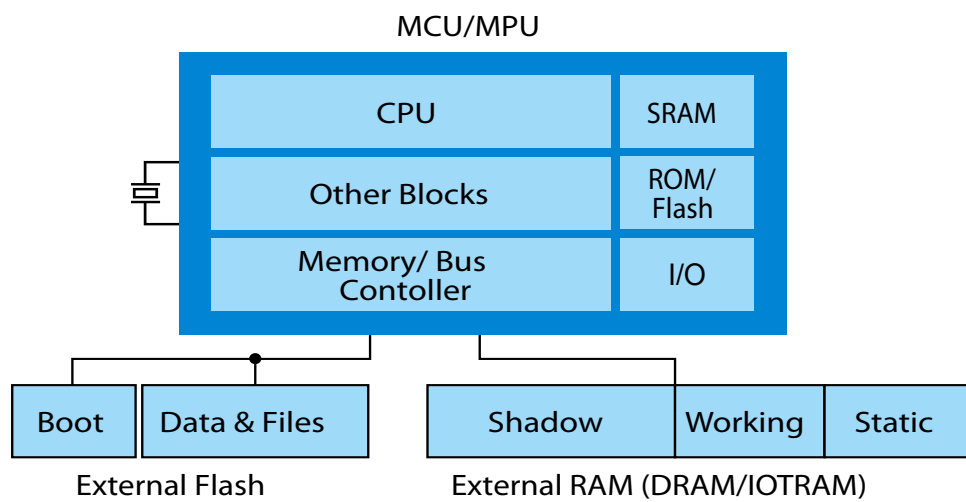 MCU/MPU
CPU
SRAM
Other Blocks
ROM/
Flash
Memory/ Bus
Contoller
I/O
Boot
Data & Files
Shadow
Working
Static
External Flash
External RAM (DRAM/IOTRAM)